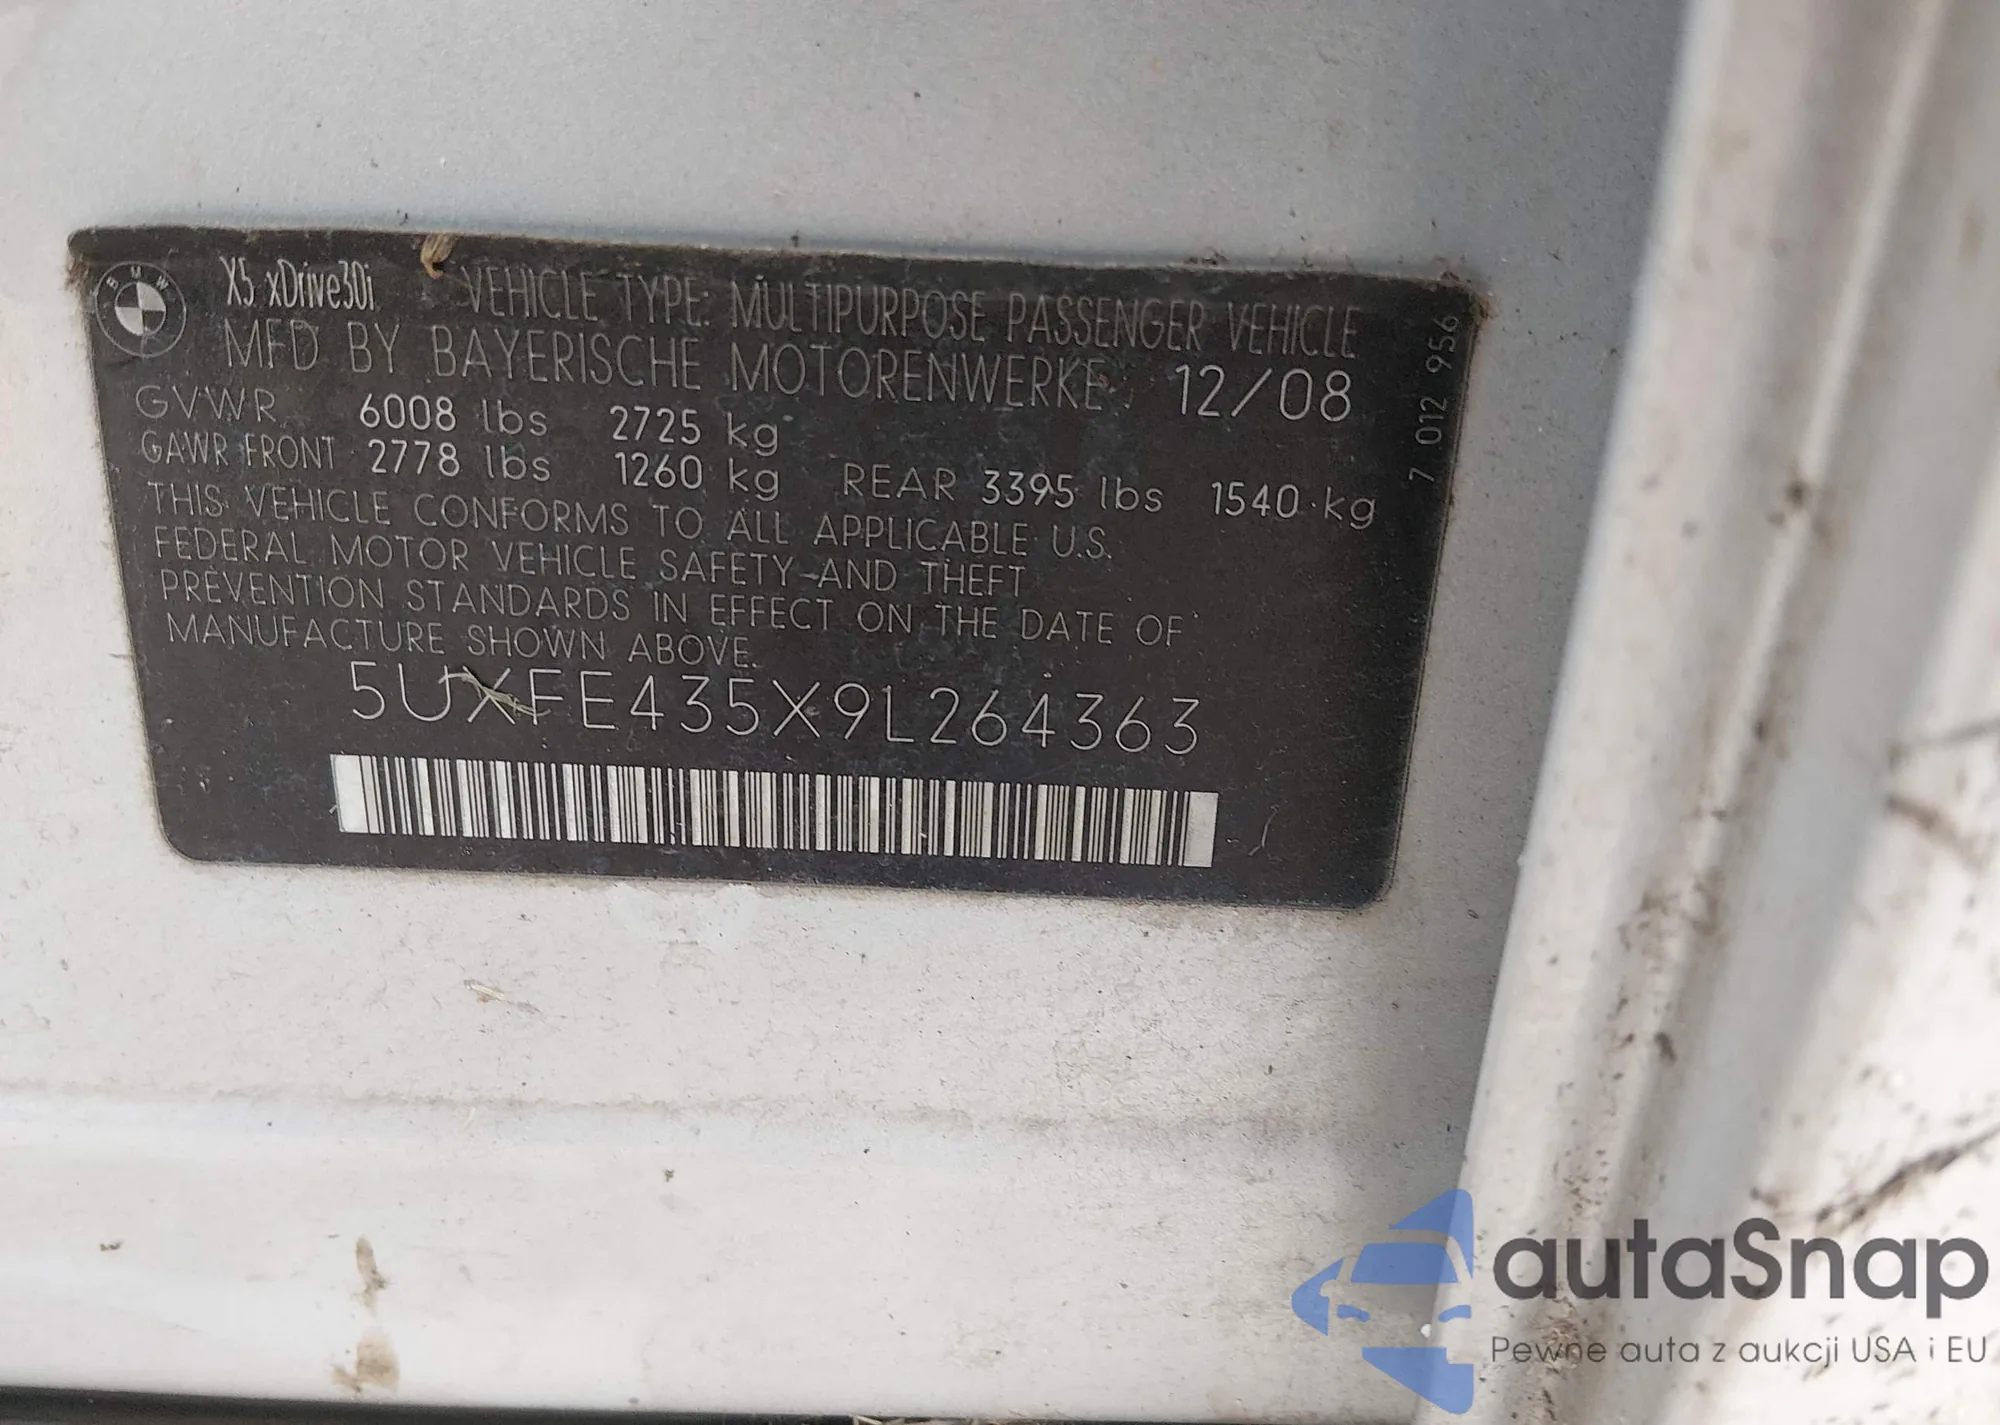 BMW
X5 xDrive30i VEHICLE TYPE: MULTIPURPOSE PASSENGER VEHICLE
MFD BY BAYERISCHE MOTORENWERKE 12/08
GVWR 6008 lbs 2725 kg
GAWR FRONT 2778 lbs 1260 kg REAR 3395 lbs 1540 kg
THIS VEHICLE CONFORMS TO ALL APPLICABLE U.S.
FEDERAL MOTOR VEHICLE SAFETY AND THEFT
PREVENTION STANDARDS IN EFFECT ON THE DATE OF
MANUFACTURE SHOWN ABOVE.
5UXFE435X9L264363
7 012 956
autaSnap
Pewne auta z aukcji USA i EU